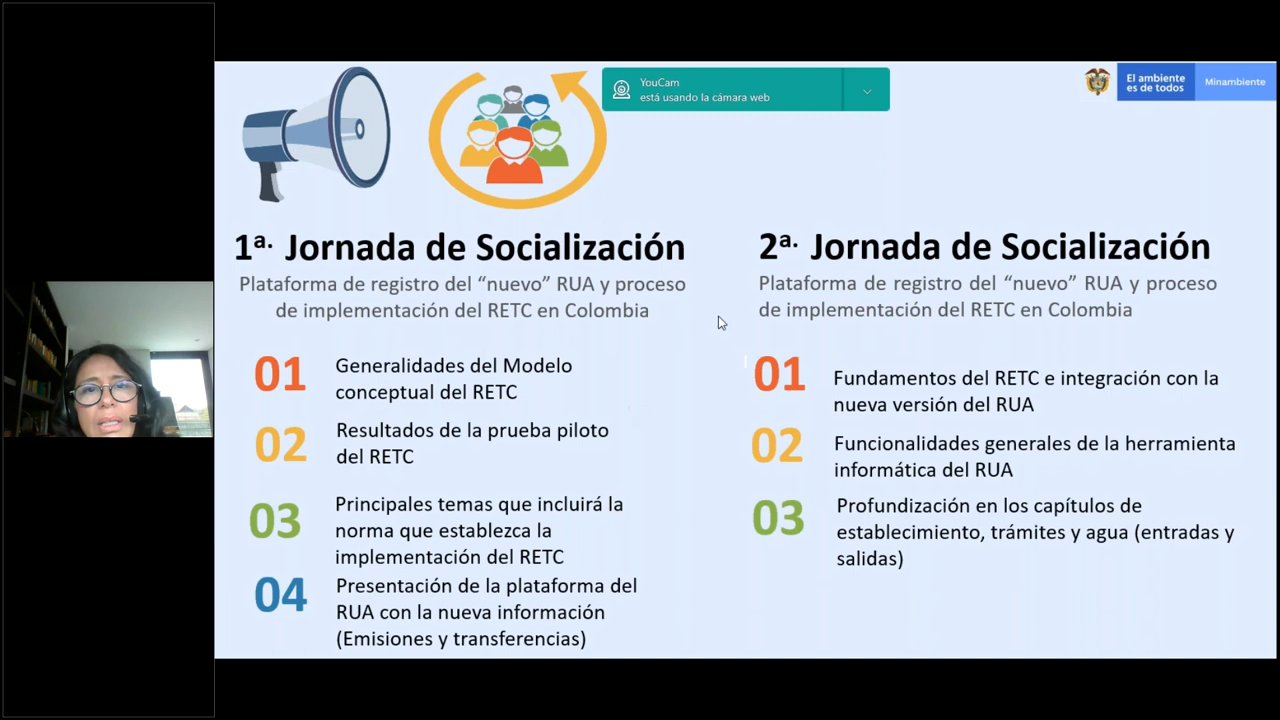 YouCam
está usando la cámara web
El ambiente
es de todos
Minambiente
1ª. Jornada de Socialización
Plataforma de registro del “nuevo” RUA y proceso
de implementación del RETC en Colombia
01
Generalidades del Modelo
conceptual del RETC
02
Resultados de la prueba piloto
del RETC
03
Principales temas que incluirá la
norma que establezca la
implementación del RETC
04
Presentación de la plataforma del
RUA con la nueva información
(Emisiones y transferencias)
2ª. Jornada de Socialización
Plataforma de registro del “nuevo” RUA y proceso
de implementación del RETC en Colombia
01
Fundamentos del RETC e integración con la
nueva versión del RUA
02
Funcionalidades generales de la herramienta
informática del RUA
03
Profundización en los capítulos de
establecimiento, trámites y agua (entradas y
salidas)